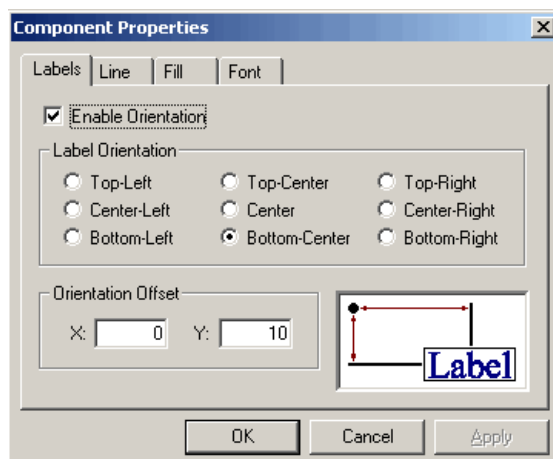 Component Properties
Labels Line Fill Font
Enable Orientation
Label Orientation
Top-Left Top-Center Top-Right
Center-Left Center Center-Right
Bottom-Left Bottom-Center Bottom-Right
Orientation Offset
X: 0 Y: 10
Label
OK Cancel Apply